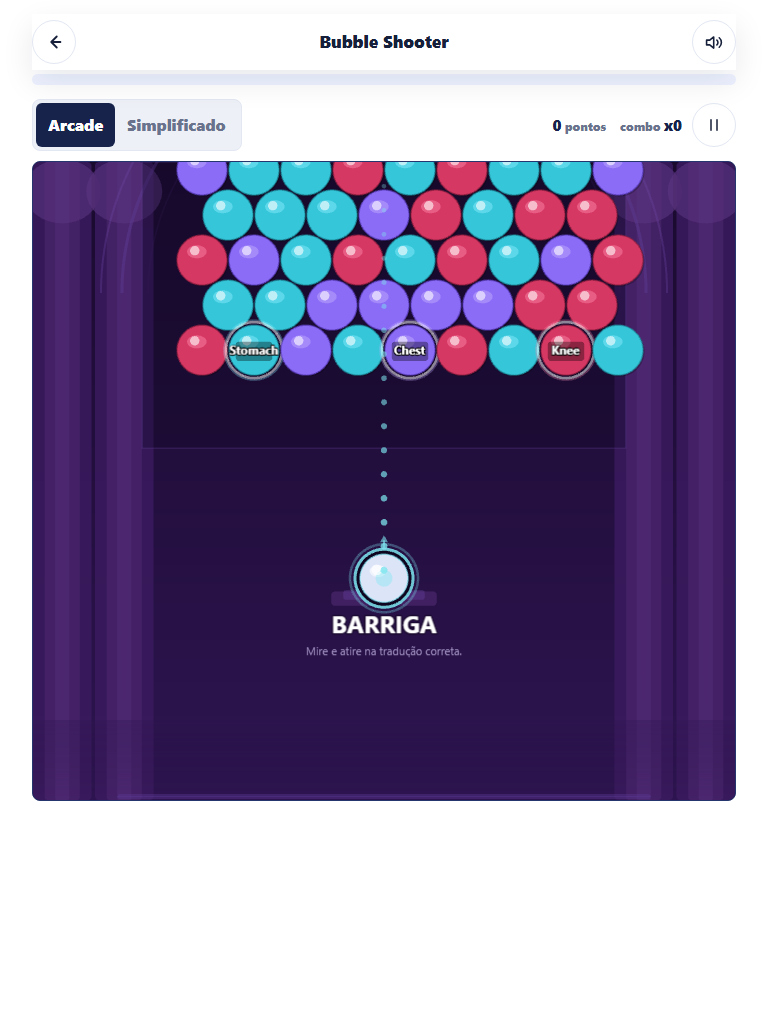 Bubble Shooter
Arcade Simplificado 0 pontos combo x0
Stomach Chest Knee
BARRIGA
Mire e atire na tradução correta.